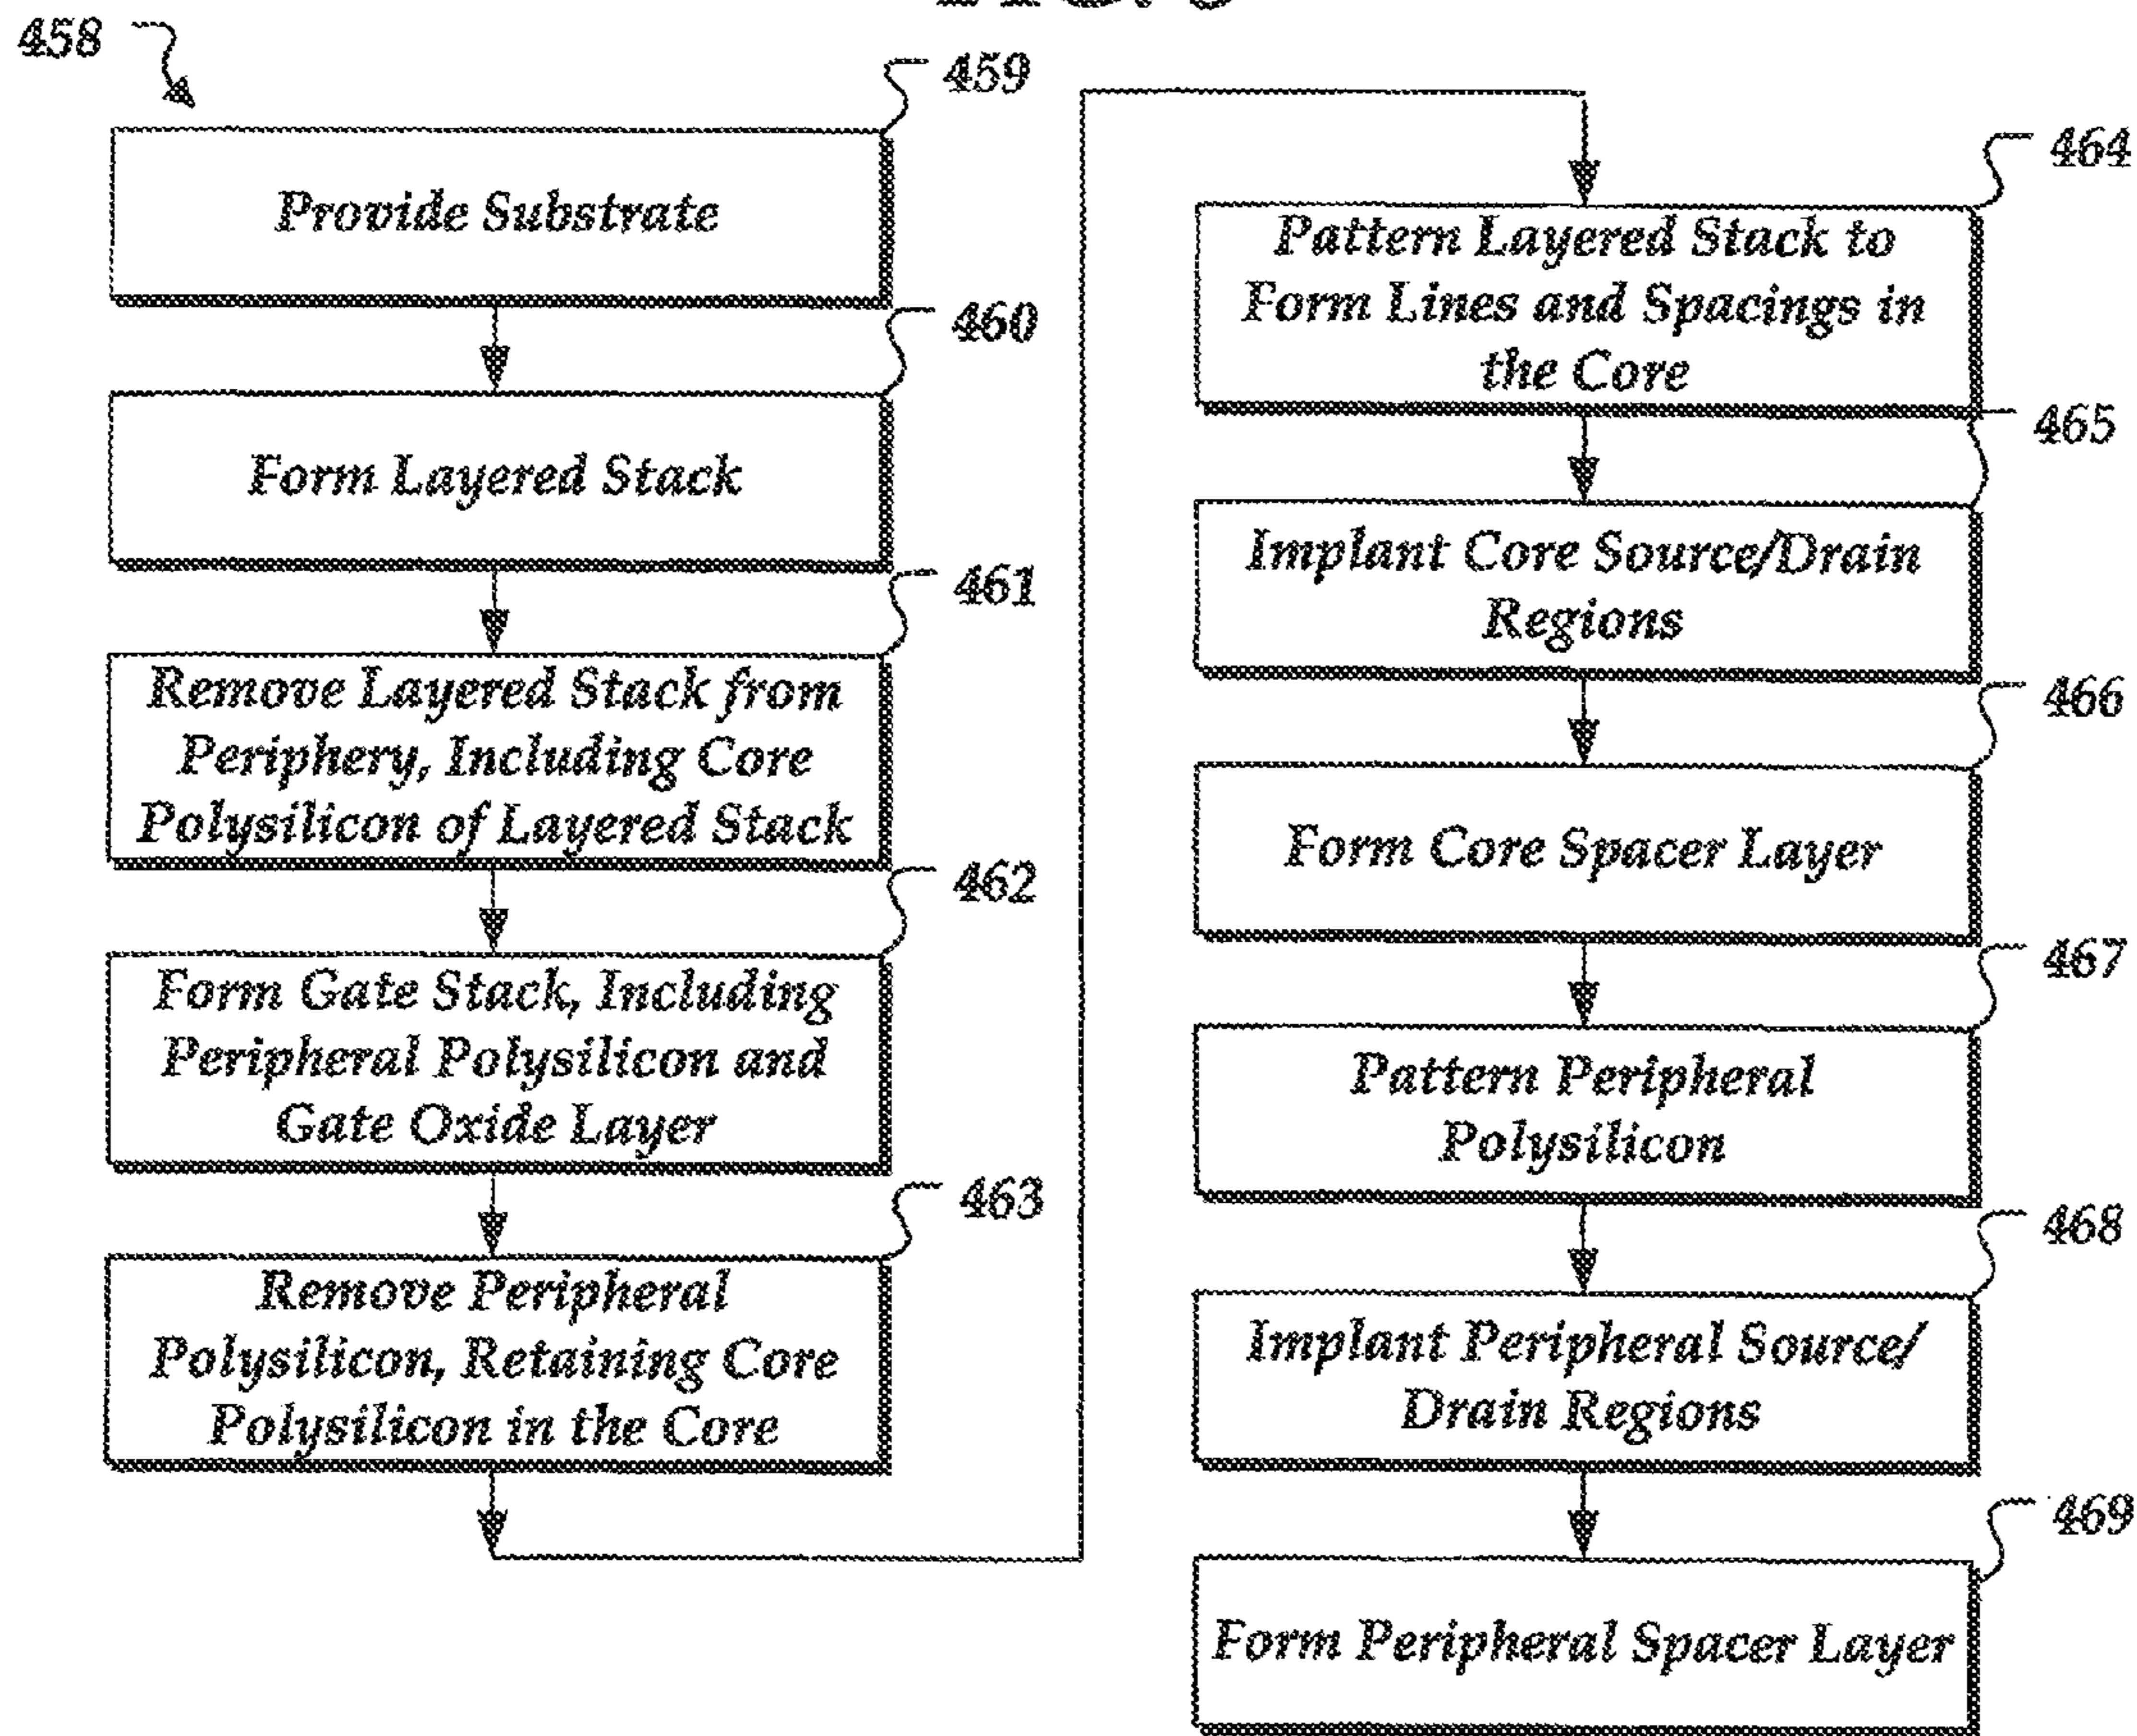 458
459
Provide Substrate
460
Form Layered Stack
461
Remove Layered Stack from
Periphery, Including Core
Polysilicon of Layered Stack
462
Form Gate Stack, Including
Peripheral Polysilicon and
Gate Oxide Layer
463
Remove Peripheral
Polysilicon, Retaining Core
Polysilicon in the Core
464
Pattern Layered Stack to
Form Lines and Spacings in
the Core
465
Implant Core Source/Drain
Regions
466
Form Core Spacer Layer
467
Pattern Peripheral
Polysilicon
468
Implant Peripheral Source/
Drain Regions
469
Form Peripheral Spacer Layer